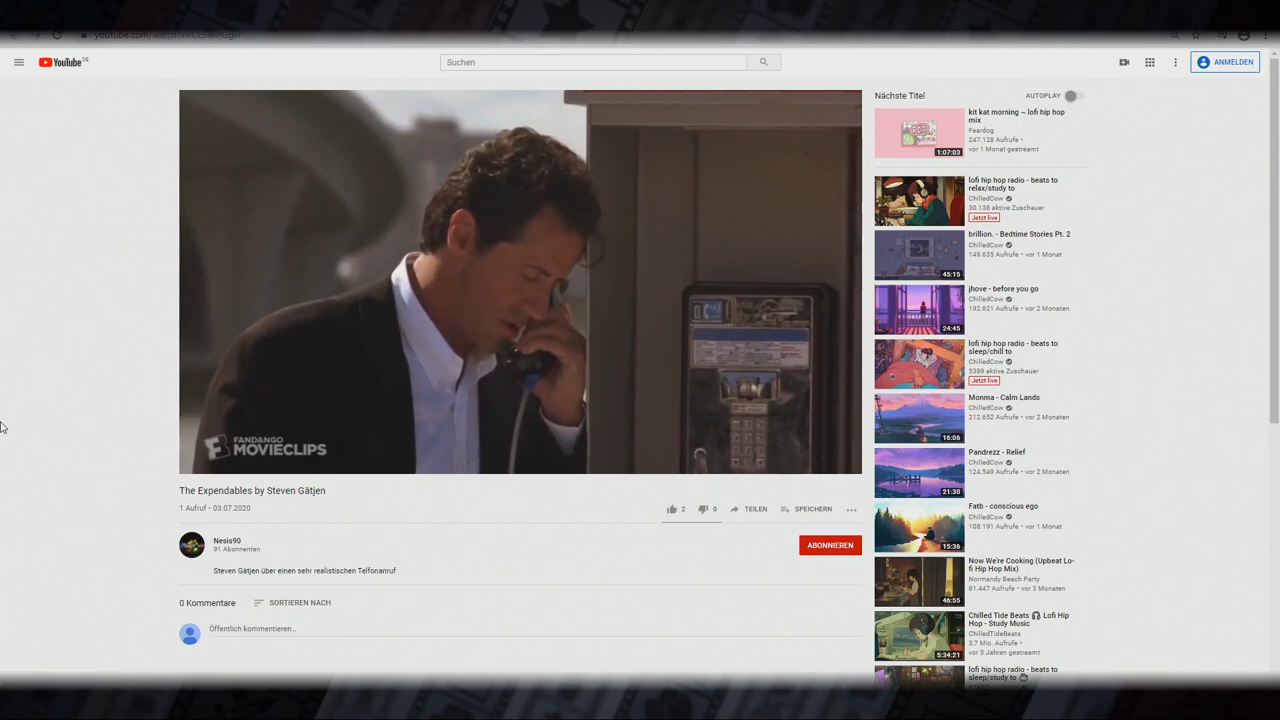 YouTube DE
Suchen
ANMELDEN
FANDANGO
MOVIECLIPS
The Expendables by Steven Gätjen
1 Aufruf • 03.07.2020
2
0
TEILEN
SPEICHERN
Nesis90
91 Abonnenten
ABONNIEREN
Steven Gätjen über einen sehr realistischen Telfonanruf
0 Kommentare
SORTIEREN NACH
Öffentlich kommentieren...
Nächste Titel
AUTOPLAY
kit kat morning ~ lofi hip hop
mix
Feardog
247.128 Aufrufe •
vor 1 Monat gestreamt
1:07:03
lofi hip hop radio - beats to
relax/study to
ChilledCow
30.138 aktive Zuschauer
Jetzt live
brillion. - Bedtime Stories Pt. 2
ChilledCow
149.635 Aufrufe • vor 1 Monat
45:15
jhove - before you go
ChilledCow
192.621 Aufrufe • vor 2 Monaten
24:45
lofi hip hop radio - beats to
sleep/chill to
ChilledCow
5389 aktive Zuschauer
Jetzt live
Monma - Calm Lands
ChilledCow
212.652 Aufrufe • vor 2 Monaten
16:06
Pandrezz - Relief
ChilledCow
124.549 Aufrufe • vor 2 Monaten
21:30
Fatb - conscious ego
ChilledCow
108.191 Aufrufe • vor 1 Monat
15:36
Now We're Cooking (Upbeat Lo-
fi Hip Hop Mix)
Normandy Beach Party
81.447 Aufrufe • vor 3 Monaten
46:55
Chilled Tide Beats 🎧 Lofi Hip
Hop - Study Music
ChilledTideBeats
3,7 Mio. Aufrufe •
vor 3 Jahren gestreamt
5:34:21
lofi hip hop radio - beats to
sleep/study to